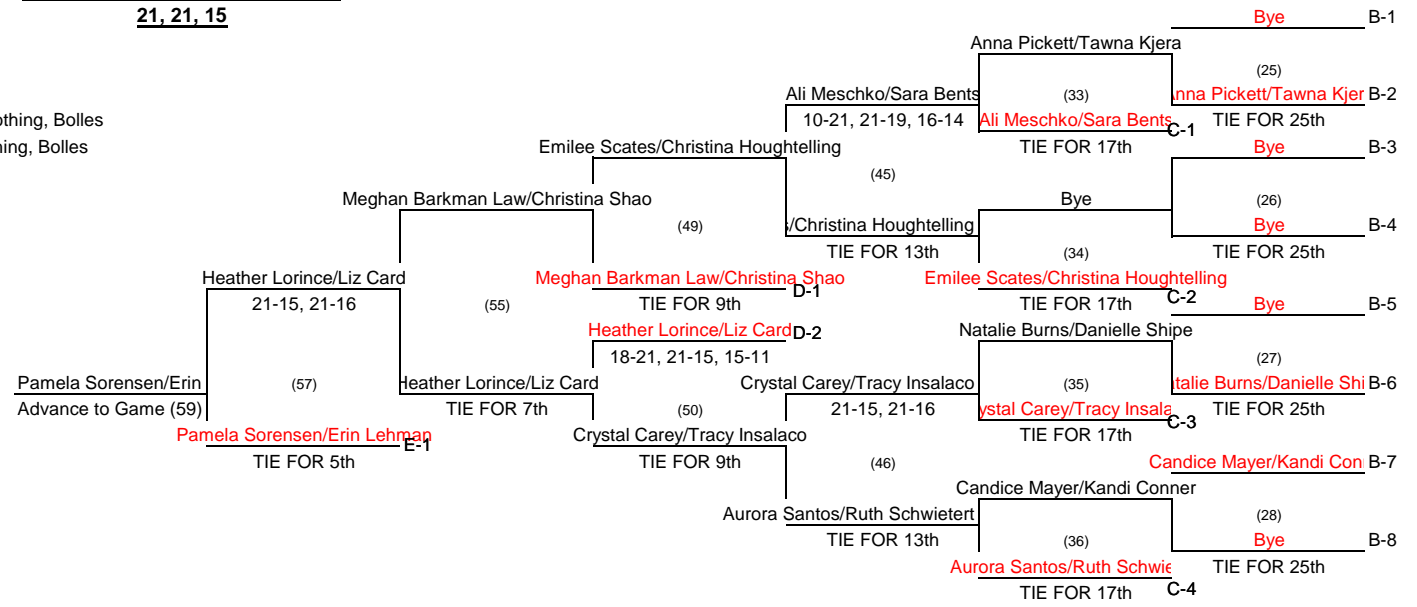 21, 21, 15
Bye B-1
Anna Pickett/Tawna Kjera
(25)
Ali Meschko/Sara Bents (33) Anna Pickett/Tawna Kjer B-2
othing, Bolles 10-21, 21-19, 16-14 Ali Meschko/Sara Bents C-1 TIE FOR 25th
hing, Bolles Emilee Scates/Christina Houghtelling TIE FOR 17th Bye B-3
(45)
Meghan Barkman Law/Christina Shao Bye (26)
(49) /Christina Houghtelling Bye B-4
TIE FOR 13th (34) TIE FOR 25th
Heather Lorince/Liz Card Meghan Barkman Law/Christina Shao D-1 Emilee Scates/Christina Houghtelling C-2
21-15, 21-16 (55) TIE FOR 9th TIE FOR 17th Bye B-5
Heather Lorince/Liz Card D-2 Natalie Burns/Danielle Shipe
18-21, 21-15, 15-11 (27)
Pamela Sorensen/Erin (57) Heather Lorince/Liz Card Crystal Carey/Tracy Insalaco (35) atalie Burns/Danielle Shi B-6
Advance to Game (59) TIE FOR 7th (50) 21-15, 21-16 ystal Carey/Tracy Insala C-3 TIE FOR 25th
Pamela Sorensen/Erin Lehman E-1 Crystal Carey/Tracy Insalaco TIE FOR 17th
TIE FOR 5th TIE FOR 9th (46) Candice Mayer/Kandi Con B-7
Candice Mayer/Kandi Conner
Aurora Santos/Ruth Schwietert (28)
TIE FOR 13th (36) Bye B-8
Aurora Santos/Ruth Schwie C-4 TIE FOR 25th
TIE FOR 17th